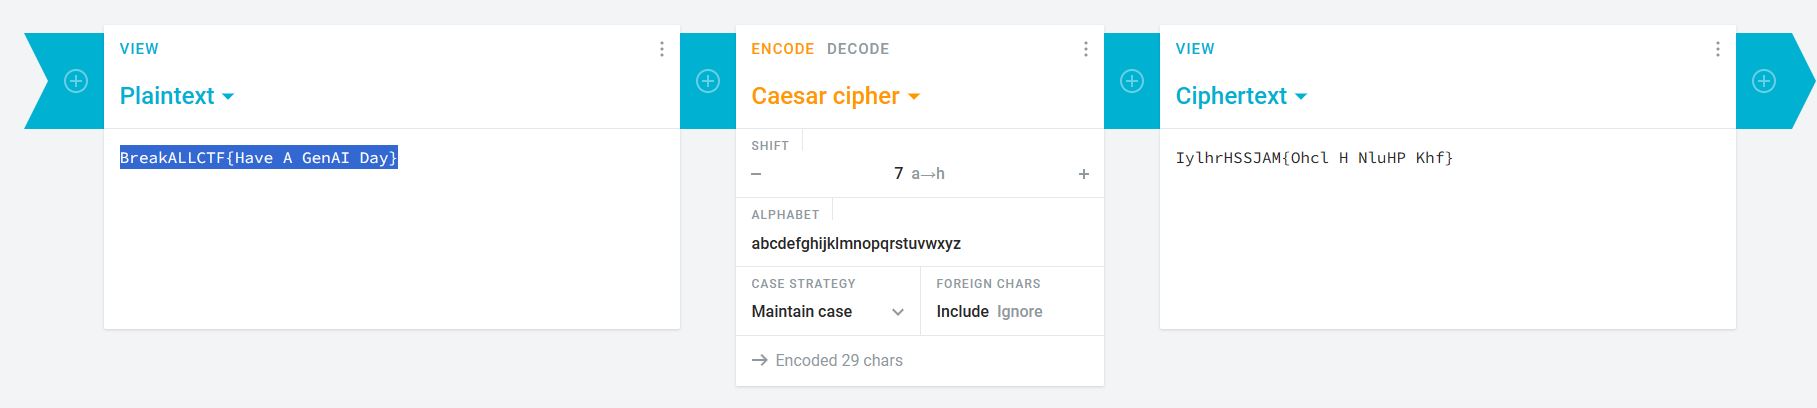 VIEW
Plaintext
BreakALLCTF{Have A GenAI Day}
ENCODE DECODE
Caesar cipher
SHIFT
− 7 a→h +
ALPHABET
abcdefghijklmnopqrstuvwxyz
CASE STRATEGY FOREIGN CHARS
Maintain case Include Ignore
→ Encoded 29 chars
VIEW
Ciphertext
IylhrHSSJAM{Ohcl H NluHP Khf}